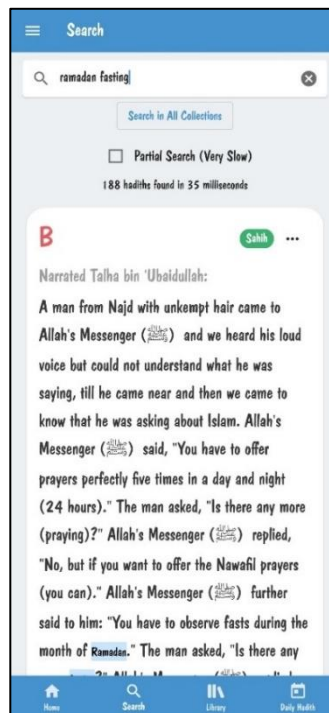 Search
ramadan fasting
Search in All Collections
Partial Search (Very Slow)
188 hadiths found in 35 milliseconds
B
Sahih
Narrated Talha bin 'Ubaidullah:
A man from Najd with unkempt hair came to
Allah's Messenger (ﷺ) and we heard his loud
voice but could not understand what he was
saying, till he came near and then we came to
know that he was asking about Islam. Allah's
Messenger (ﷺ) said, "You have to offer
prayers perfectly five times in a day and night
(24 hours)." The man asked, "Is there any more
(praying)?" Allah's Messenger (ﷺ) replied,
"No, but if you want to offer the Nawafil prayers
(you can)." Allah's Messenger (ﷺ) further
said to him: "You have to observe fasts during the
month of Ramadan." The man asked, "Is there any
Home Search Library Daily Hadith